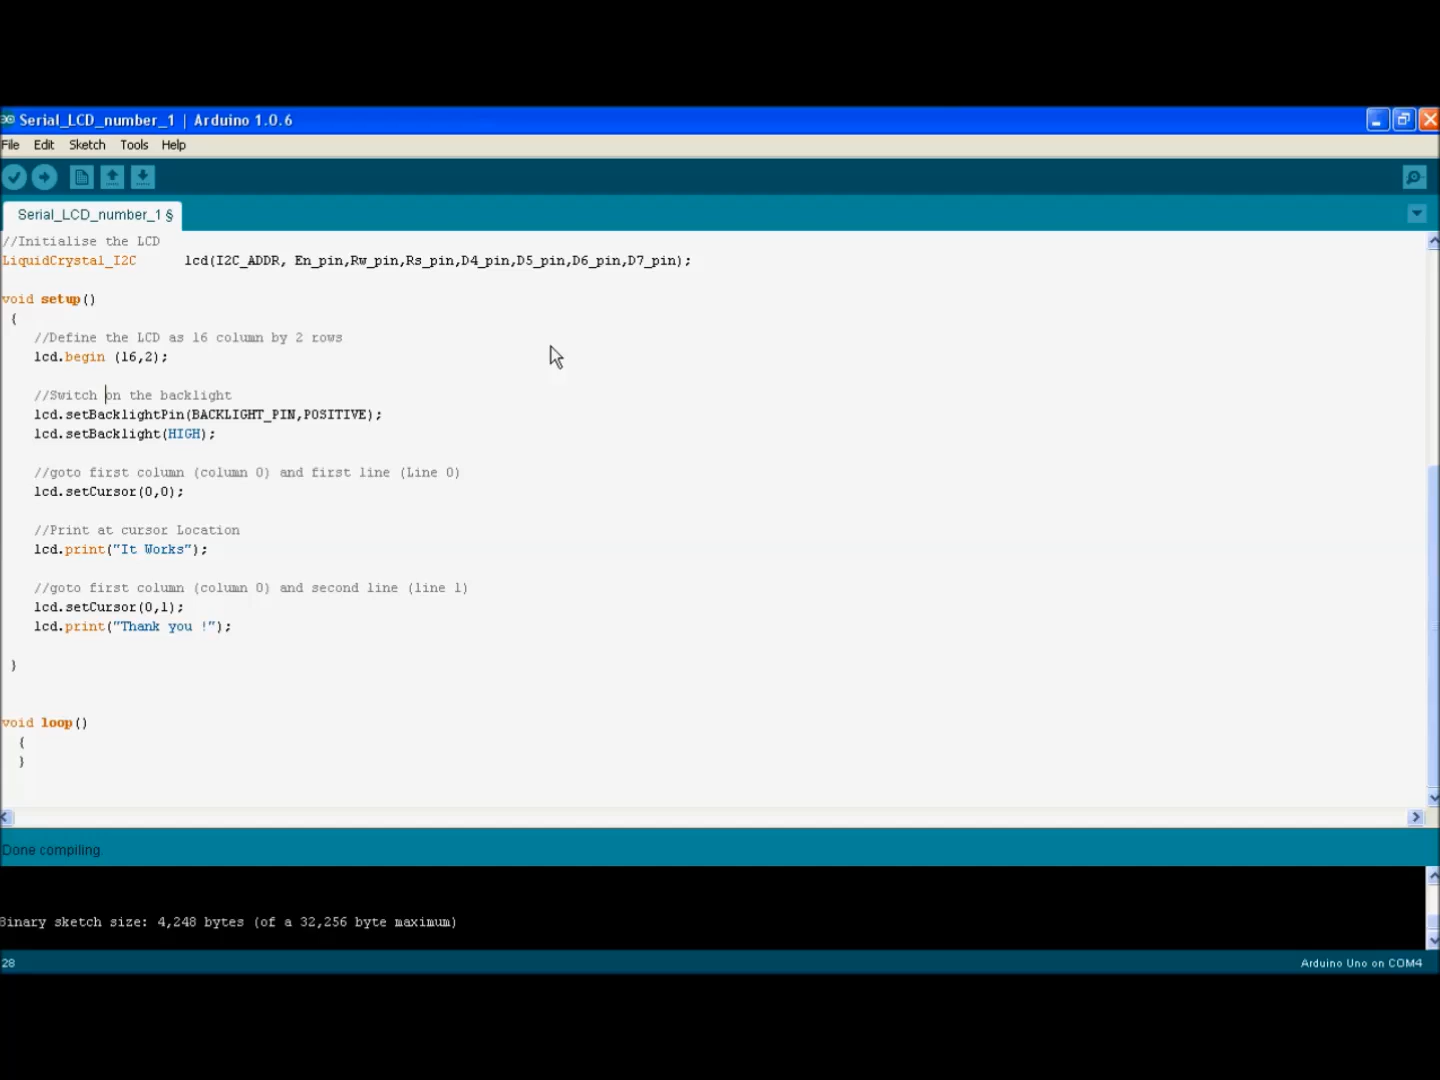 Serial_LCD_number_1 | Arduino 1.0.6
File Edit Sketch Tools Help
Serial_LCD_number_1 §
//Initialise the LCD
LiquidCrystal_I2C      lcd(I2C_ADDR, En_pin,Rw_pin,Rs_pin,D4_pin,D5_pin,D6_pin,D7_pin);
void setup()
{
//Define the LCD as 16 column by 2 rows
lcd.begin (16,2);
//Switch on the backlight
lcd.setBacklightPin(BACKLIGHT_PIN,POSITIVE);
lcd.setBacklight(HIGH);
//goto first column (column 0) and first line (Line 0)
lcd.setCursor(0,0);
//Print at cursor Location
lcd.print("It Works");
//goto first column (column 0) and second line (line 1)
lcd.setCursor(0,1);
lcd.print("Thank you !");
}
void loop()
{
}
Done compiling
Binary sketch size: 4,248 bytes (of a 32,256 byte maximum)
28
Arduino Uno on COM4